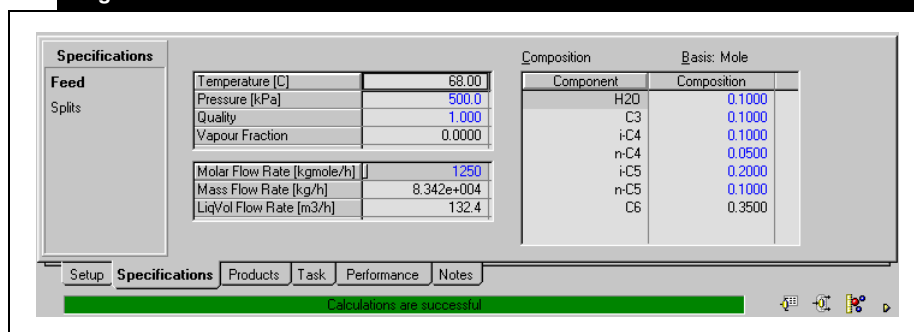 Specifications
Feed
Splits
Temperature [C] 68.00
Pressure [kPa] 500.0
Quality 1.000
Vapour Fraction 0.0000
Molar Flow Rate [kgmole/h] 1250
Mass Flow Rate [kg/h] 8.342e+004
LiqVol Flow Rate [m3/h] 132.4
Composition Basis: Mole
Component Composition
H2O 0.1000
C3 0.1000
i-C4 0.1000
n-C4 0.0500
i-C5 0.2000
n-C5 0.1000
C6 0.3500
Setup Specifications Products Task Performance Notes
Calculations are successful